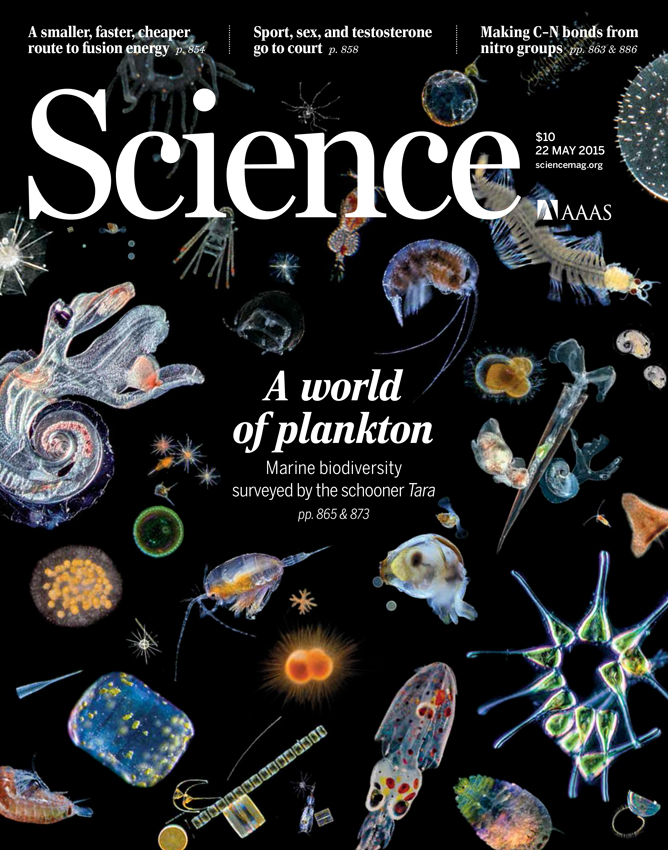 A smaller, faster, cheaper
route to fusion energy p. 854
Sport, sex, and testosterone
go to court p. 858
Making C–N bonds from
nitro groups pp. 863 & 886
Science
$10
22 MAY 2015
sciencemag.org
AAAS
A world
of plankton
Marine biodiversity
surveyed by the schooner Tara
pp. 865 & 873